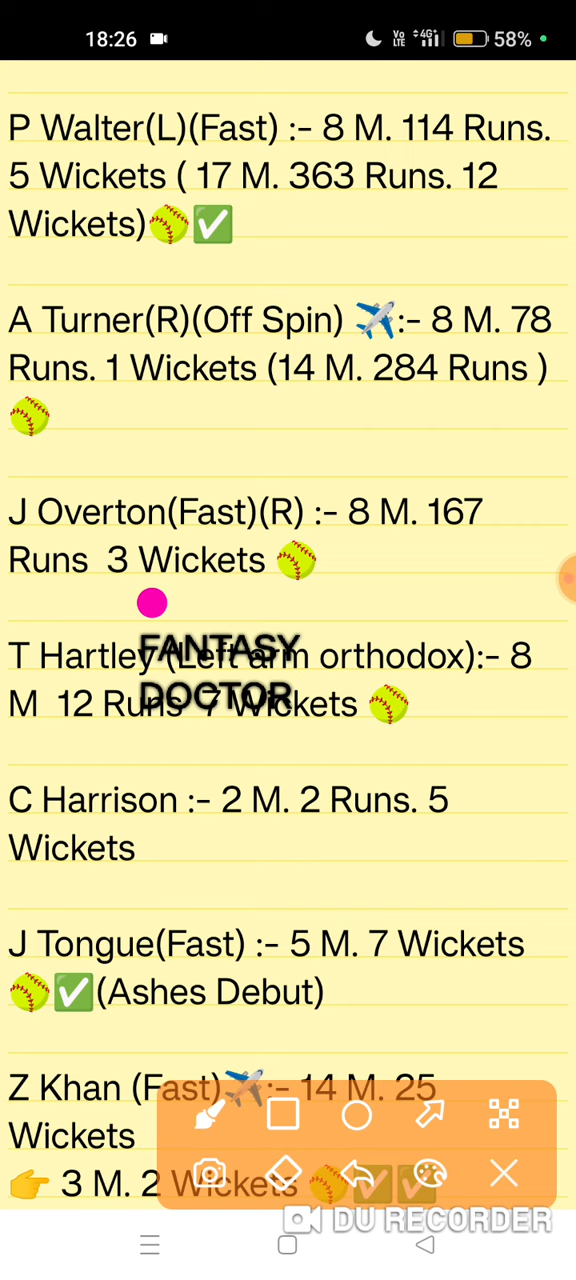 18:26 Vo LTE 4G 58%
P Walter(L)(Fast) :- 8 M. 114 Runs.
5 Wickets ( 17 M. 363 Runs. 12
Wickets)🥎✅
A Turner(R)(Off Spin) ✈️:- 8 M. 78
Runs. 1 Wickets (14 M. 284 Runs )
🥎
J Overton(Fast)(R) :- 8 M. 167
Runs 3 Wickets 🥎
T Hartley (Left arm orthodox):- 8
M 12 Runs 7 Wickets 🥎
FANTASY
DOCTOR
C Harrison :- 2 M. 2 Runs. 5
Wickets
J Tongue(Fast) :- 5 M. 7 Wickets
🥎✅(Ashes Debut)
Z Khan (Fast)✈️:- 14 M. 25
Wickets
👉 3 M. 2 Wickets 🥎✅✅
DU RECORDER